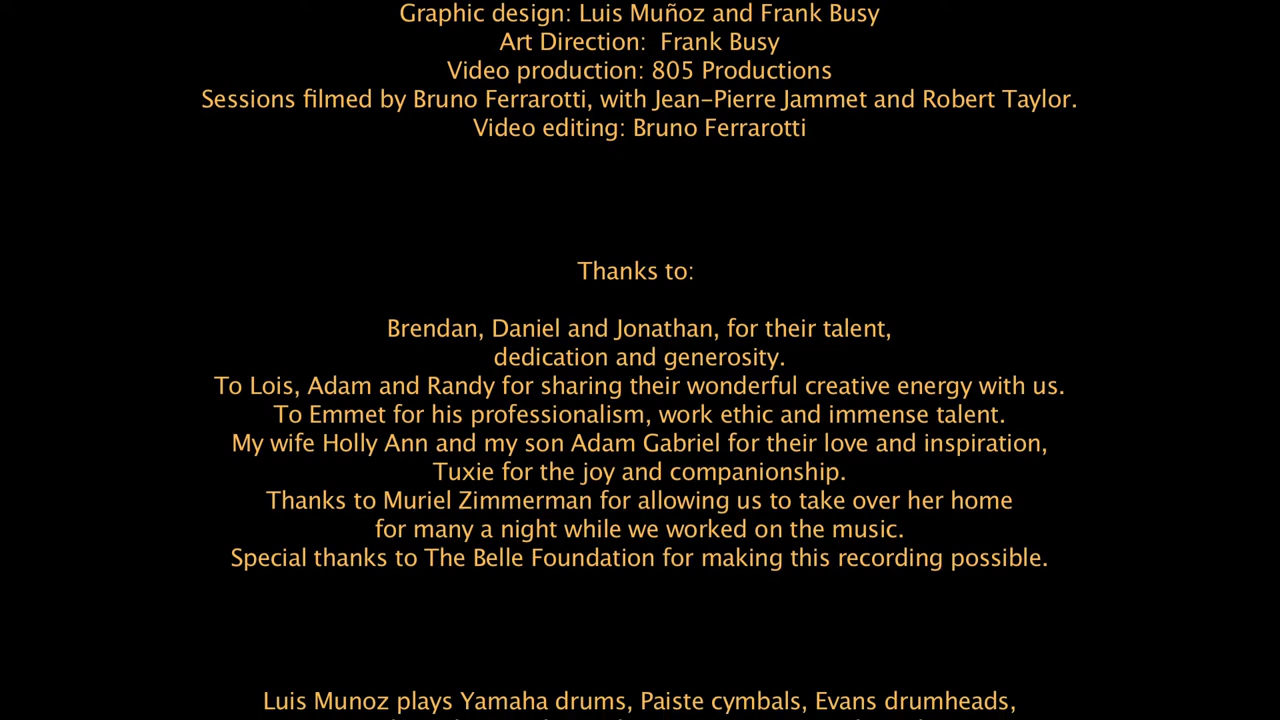 Graphic design: Luis Muñoz and Frank Busy
Art Direction:  Frank Busy
Video production: 805 Productions
Sessions filmed by Bruno Ferrarotti, with Jean-Pierre Jammet and Robert Taylor.
Video editing: Bruno Ferrarotti
Thanks to:
Brendan, Daniel and Jonathan, for their talent,
dedication and generosity.
To Lois, Adam and Randy for sharing their wonderful creative energy with us.
To Emmet for his professionalism, work ethic and immense talent.
My wife Holly Ann and my son Adam Gabriel for their love and inspiration,
Tuxie for the joy and companionship.
Thanks to Muriel Zimmerman for allowing us to take over her home
for many a night while we worked on the music.
Special thanks to The Belle Foundation for making this recording possible.
Luis Munoz plays Yamaha drums, Paiste cymbals, Evans drumheads,